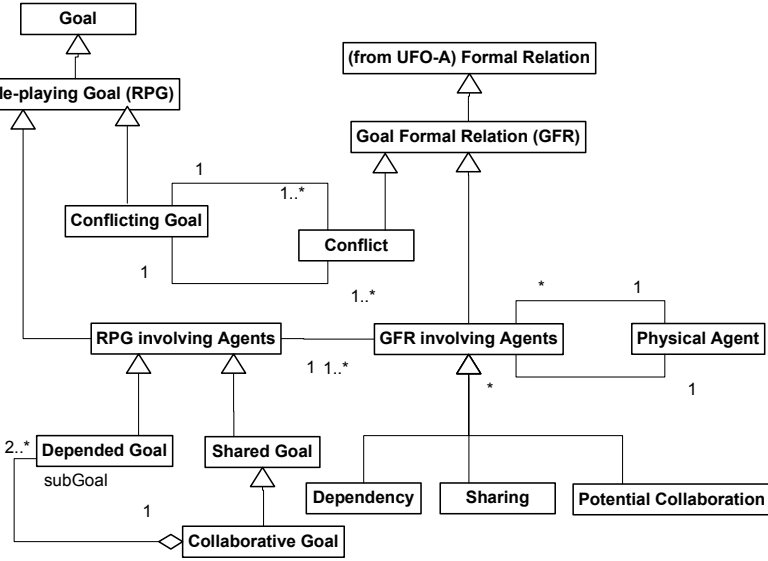 Goal
(from UFO-A) Formal Relation
le-playing Goal (RPG)
Goal Formal Relation (GFR)
1
1..*
Conflicting Goal
Conflict
1
1..*
*
1
RPG involving Agents
GFR involving Agents
Physical Agent
1 1..*
*
1
2..*
Depended Goal
Shared Goal
subGoal
Dependency
Sharing
Potential Collaboration
1
Collaborative Goal